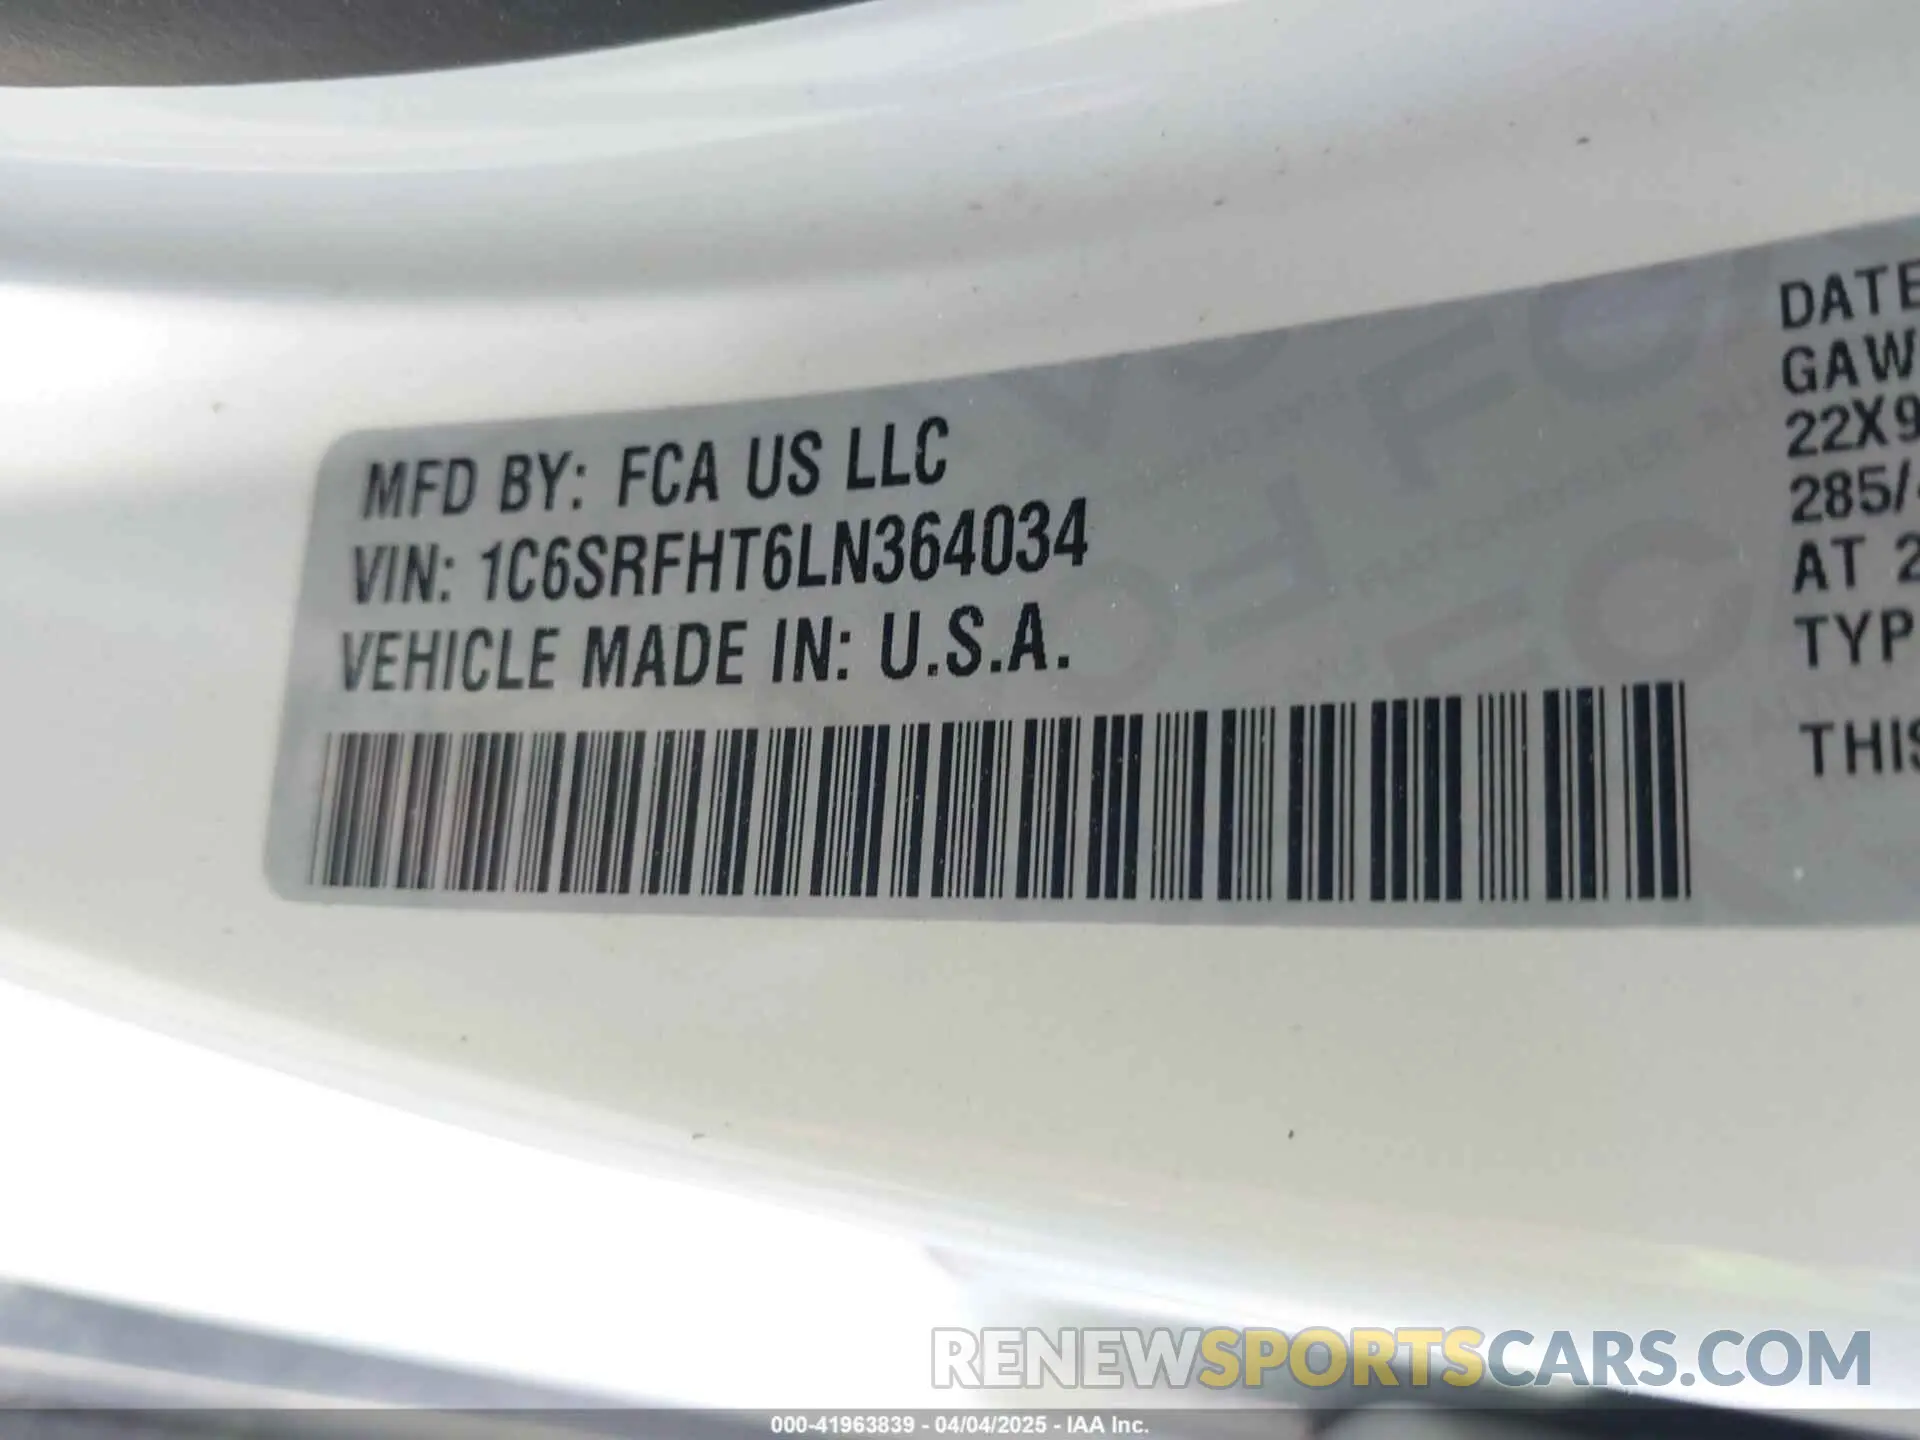 MFD BY: FCA US LLC
VIN: 1C6SRFHT6LN364034
VEHICLE MADE IN: U.S.A.
DATE
GAW
22X9
285/4
AT 2
TYP
THIS
RENEWSPORTSCARS.COM
000-41963839 - 04/04/2025 - IAA Inc.